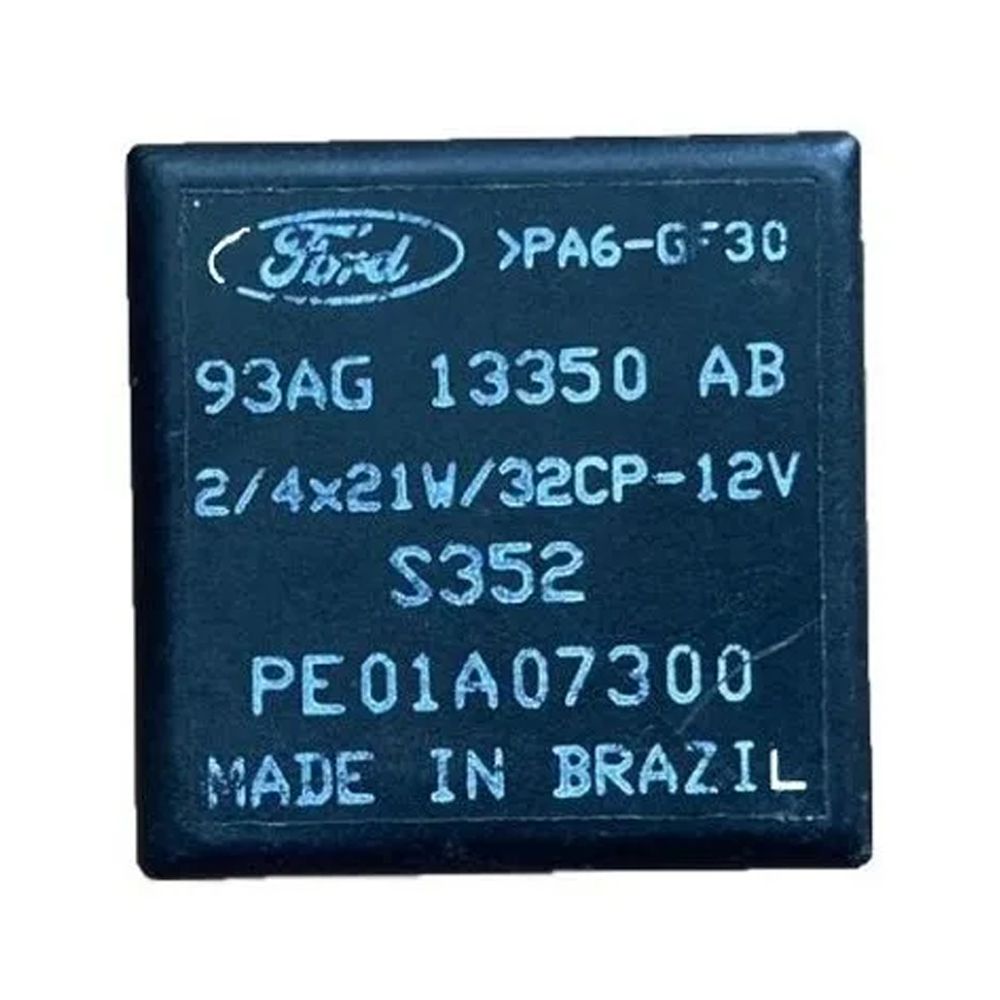 Ford >PA6-GF30
93AG 13350 AB
2/4x21W/32CP-12V
S352
PE01A07300
MADE IN BRAZIL